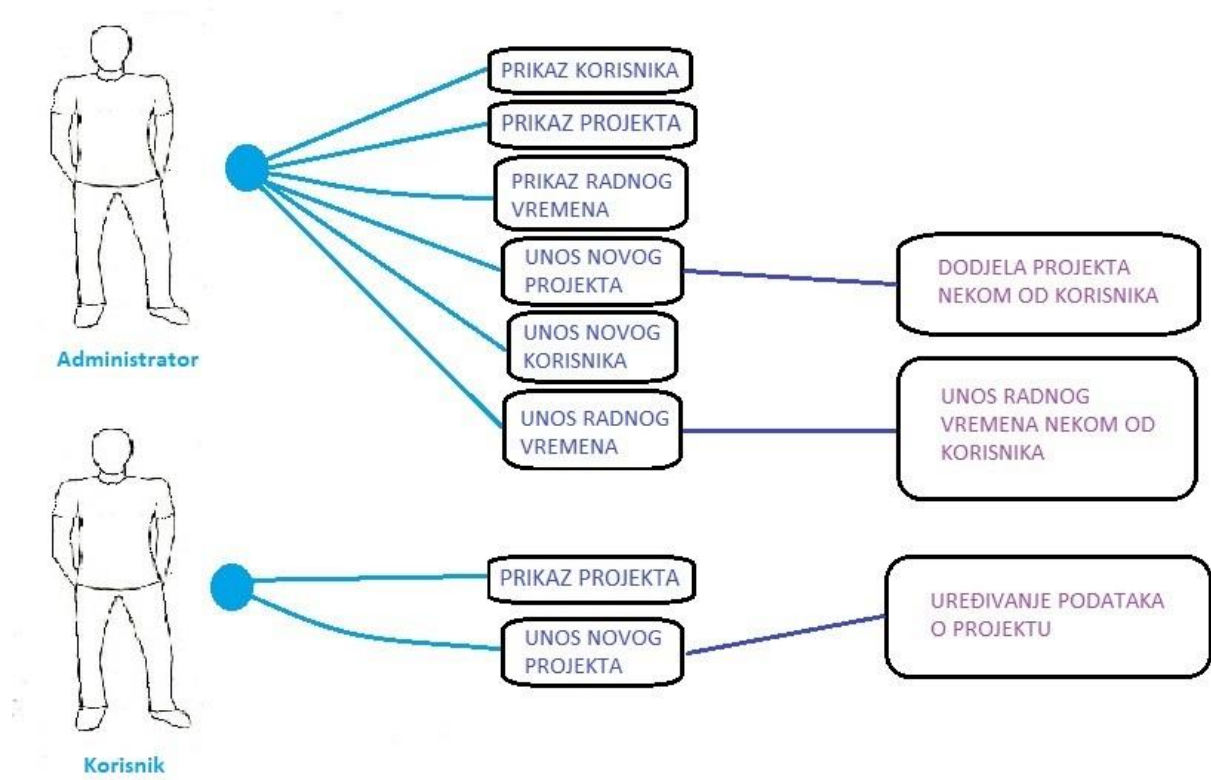 PRIKAZ KORISNIKA
PRIKAZ PROJEKTA
PRIKAZ RADNOG
VREMENA
UNOS NOVOG
PROJEKTA
DODJELA PROJEKTA
NEKOM OD KORISNIKA
UNOS NOVOG
KORISNIKA
Administrator
UNOS RADNOG
VREMENA
UNOS RADNOG
VREMENA NEKOM OD
KORISNIKA
PRIKAZ PROJEKTA
UNOS NOVOG
PROJEKTA
UREĐIVANJE PODATAKA
O PROJEKTU
Korisnik